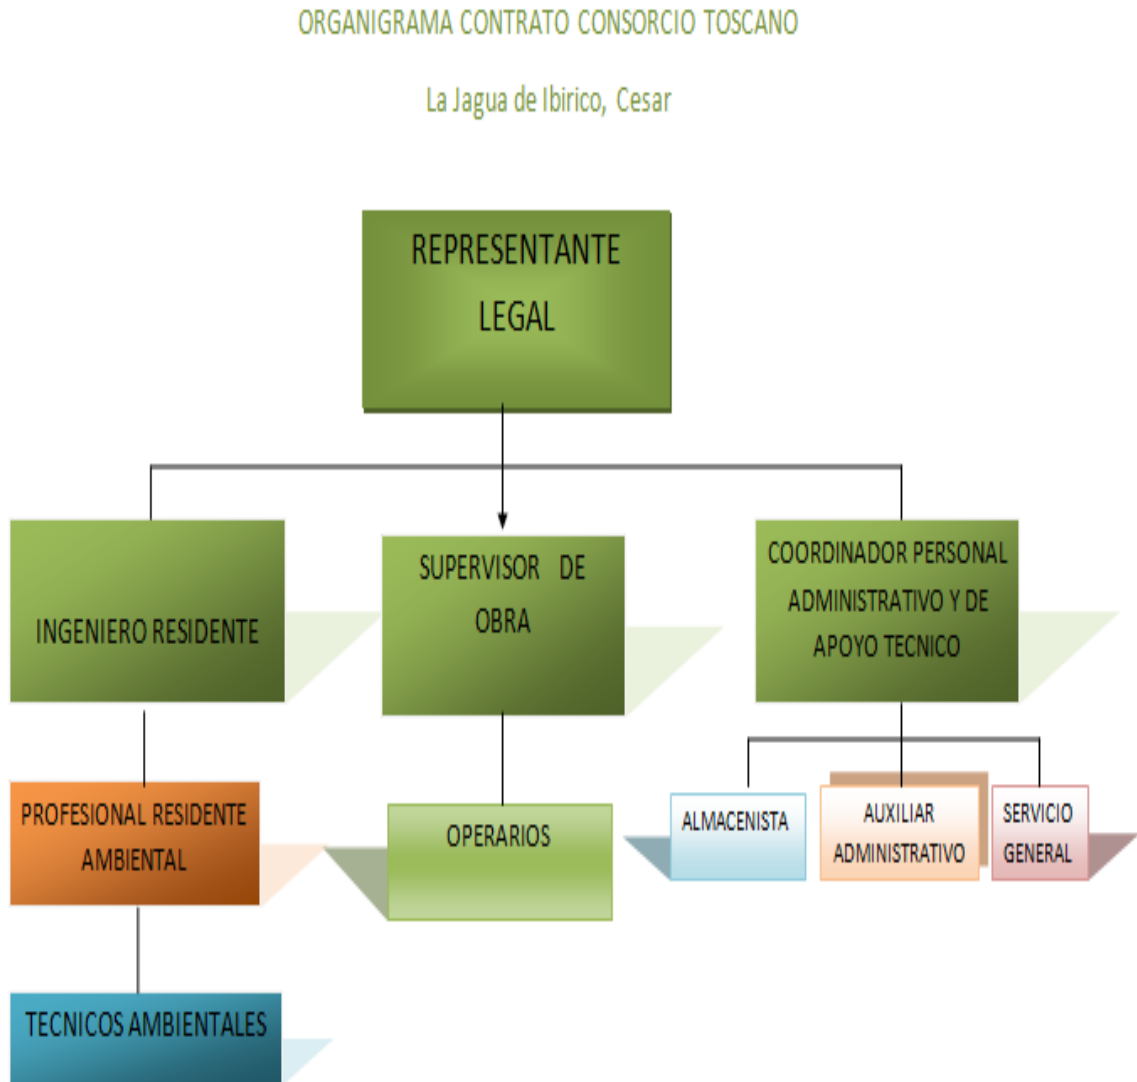 ORGANIGRAMA CONTRATO CONSORCIO TOSCANO
La Jagua de Ibirico, Cesar
REPRESENTANTE
LEGAL
INGENIERO RESIDENTE
SUPERVISOR DE
OBRA
COORDINADOR PERSONAL
ADMINISTRATIVO Y DE
APOYO TECNICO
PROFESIONAL RESIDENTE
AMBIENTAL
OPERARIOS
ALMACENISTA
AUXILIAR
ADMINISTRATIVO
SERVICIO
GENERAL
TECNICOS AMBIENTALES